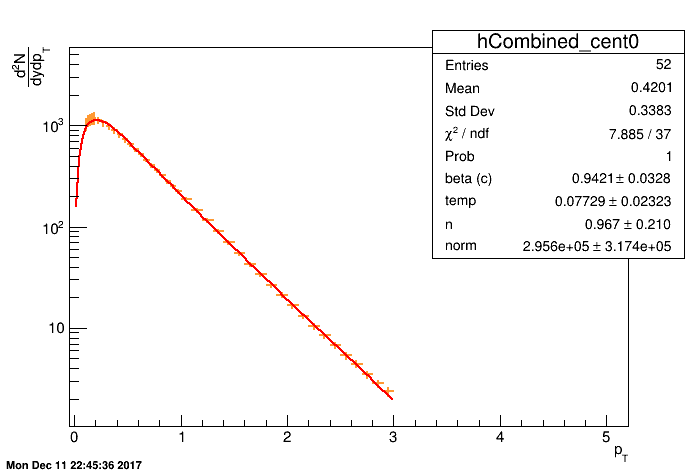 hCombined_cent0
Entries 52
Mean 0.4201
Std Dev 0.3383
χ² / ndf 7.885 / 37
Prob 1
beta (c) 0.9421 ± 0.0328
temp 0.07729 ± 0.02323
n 0.967 ± 0.210
norm 2.956e+05 ± 3.174e+05
d²N
dydp_T
10³
10²
10
0 1 2 3 4 5
p_T
Mon Dec 11 22:45:36 2017